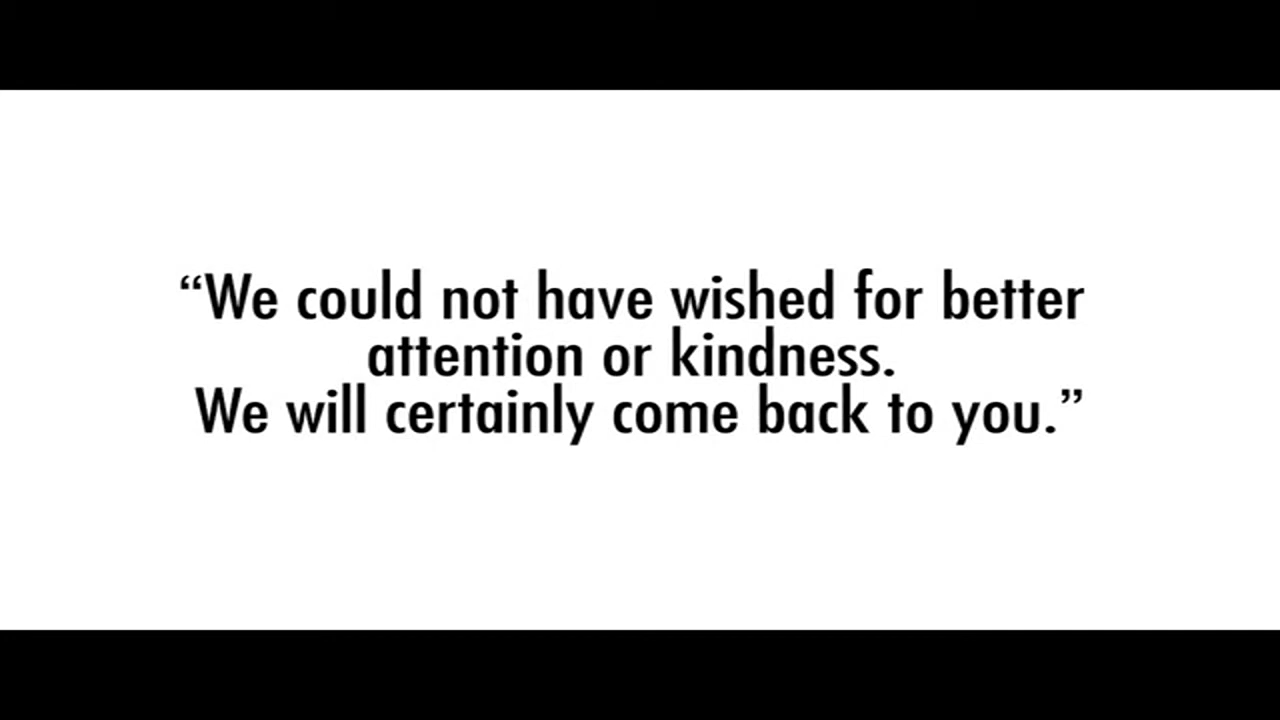 “We could not have wished for better
attention or kindness.
We will certainly come back to you.”